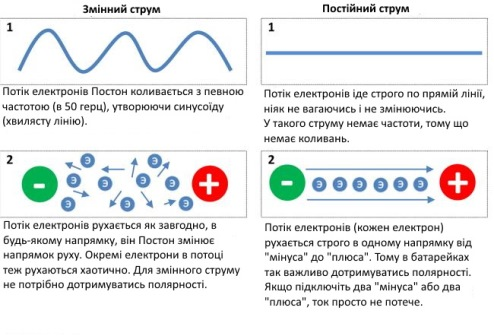 Змінний струм
1
Потік електронів Постон коливається з певною
частотою (в 50 герц), утворюючи синусоїду
(хвилясту лінію).
2
-
Э Э Э Э Э Э Э Э
+
Потік електронів рухається як завгодно, в
будь-якому напрямку, він Постон змінює
напрямок руху. Окремі електрони в потоці
теж рухаються хаотично. Для змінного струму
не потрібно дотримуватись полярності.
Постійний струм
1
Потік електронів іде строго по прямій лінії,
ніяк не вагаючись і не змінюючись.
У такого струму немає частоти, тому що
немає коливань.
2
-
Э Э Э Э Э Э
+
Потік електронів (кожен електрон)
рухається строго в одному напрямку від
"мінуса" до "плюса". Тому в батарейках
так важливо дотримуватись полярності.
Якщо підключіть два "мінуса" або два
"плюса", ток просто не потече.